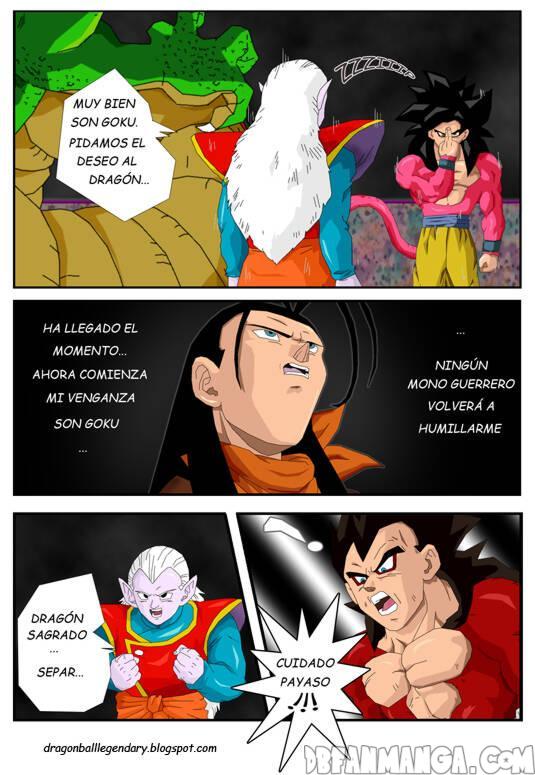 MUY BIEN
SON GOKU.
PIDAMOS EL
DESEO AL
DRAGÓN...
ZZZIIIP
HA LLEGADO EL
MOMENTO...
AHORA COMIENZA
MI VENGANZA
SON GOKU
...
...
NINGÚN
MONO GUERRERO
VOLVERÁ A
HUMILLARME
DRAGÓN
SAGRADO
...
SEPAR...
CUIDADO
PAYASO
!!!
dragonballlegendary.blogspot.com
DBFANMANGA.COM